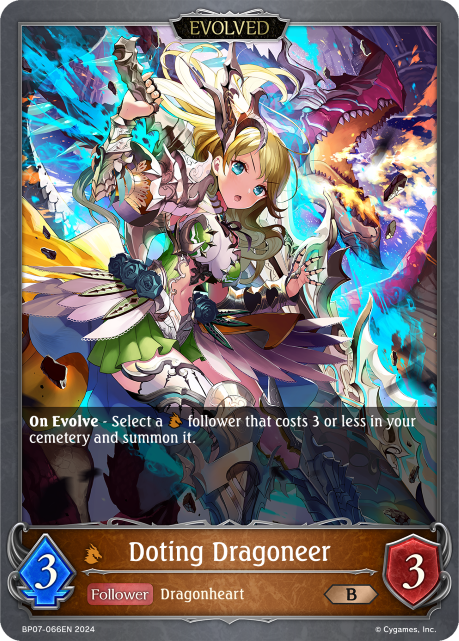 EVOLVED
On Evolve - Select a follower that costs 3 or less in your
cemetery and summon it.
Doting Dragoneer
3
3
Follower Dragonheart
B
BP07-066EN 2024
© Cygames, Inc.